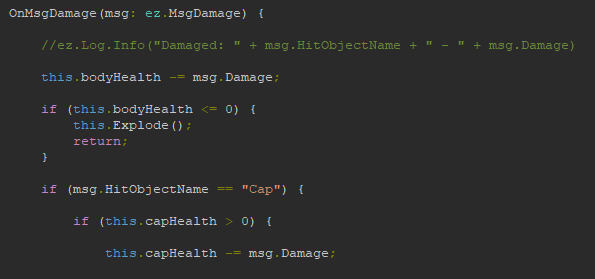 OnMsgDamage(msg: ez.MsgDamage) {
//ez.Log.Info("Damaged: " + msg.HitObjectName + " - " + msg.Damage)
this.bodyHealth -= msg.Damage;
if (this.bodyHealth <= 0) {
this.Explode();
return;
}
if (msg.HitObjectName == "Cap") {
if (this.capHealth > 0) {
this.capHealth -= msg.Damage;